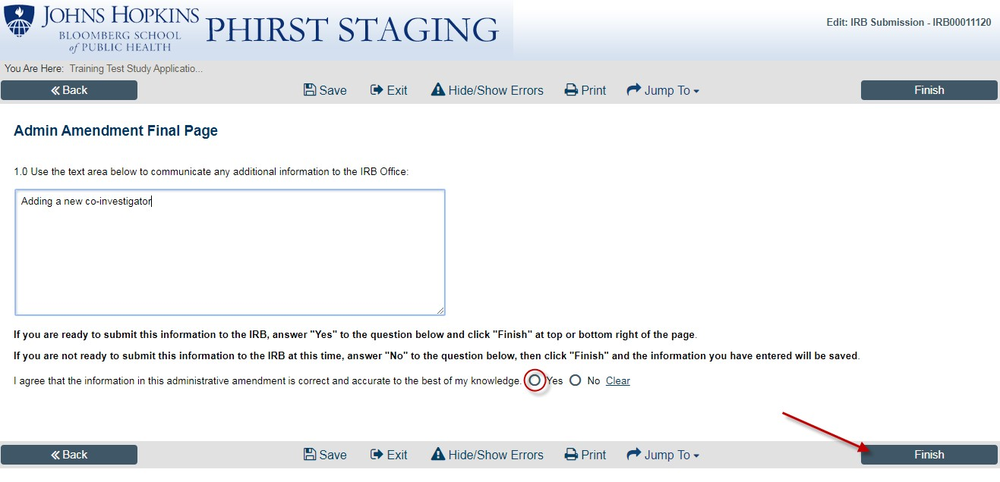 JOHNS HOPKINS
BLOOMBERG SCHOOL
of PUBLIC HEALTH
PHIRST STAGING
Edit: IRB Submission - IRB00011120
You Are Here: Training Test Study Applicatio...
Back Save Exit Hide/Show Errors Print Jump To Finish
Admin Amendment Final Page
1.0 Use the text area below to communicate any additional information to the IRB Office:
Adding a new co-investigator
If you are ready to submit this information to the IRB, answer "Yes" to the question below and click "Finish" at top or bottom right of the page.
If you are not ready to submit this information to the IRB at this time, answer "No" to the question below, then click "Finish" and the information you have entered will be saved.
I agree that the information in this administrative amendment is correct and accurate to the best of my knowledge. Yes No Clear
Back Save Exit Hide/Show Errors Print Jump To Finish